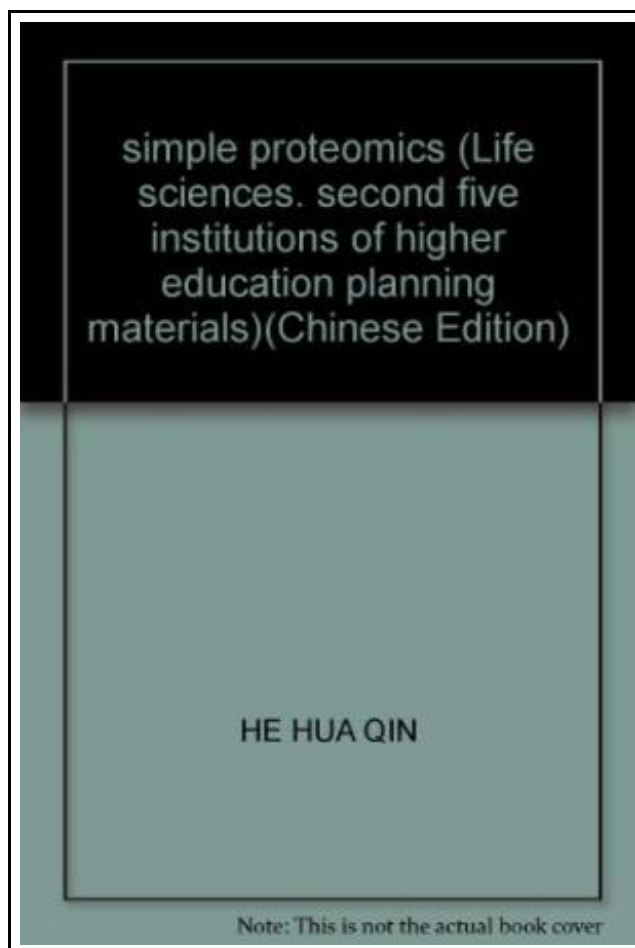 simple proteomics (Life
sciences. second five
institutions of higher
education planning
materials)(Chinese Edition)
HE HUA QIN
Note: This is not the actual book cover